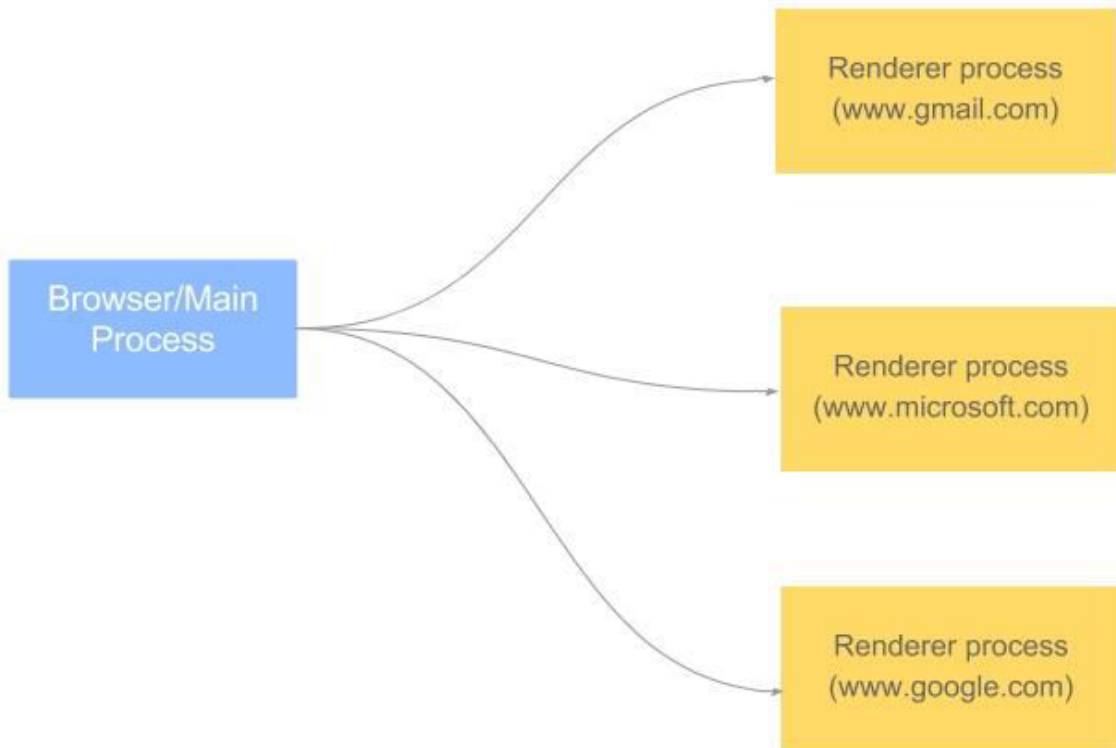 Renderer process
(www.gmail.com)
Browser/Main
Process
Renderer process
(www.microsoft.com)
Renderer process
(www.google.com)